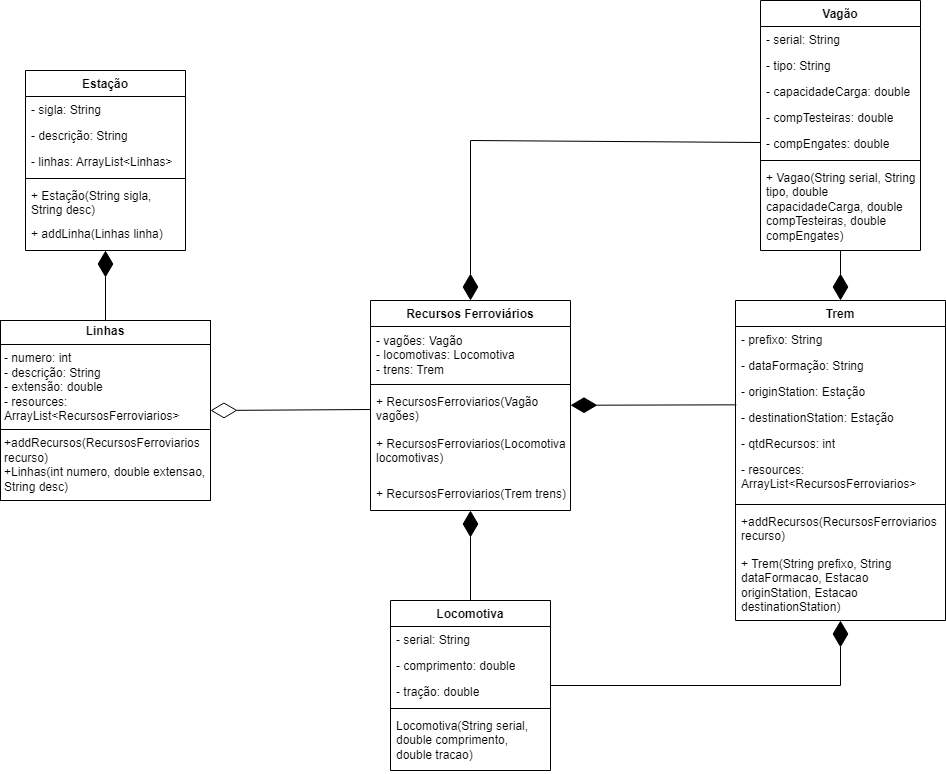 Estação
- sigla: String
- descrição: String
- linhas: ArrayList<Linhas>
+ Estação(String sigla,
String desc)
+ addLinha(Linhas linha)
Linhas
- numero: int
- descrição: String
- extensão: double
- resources:
ArrayList<RecursosFerroviarios>
+addRecursos(RecursosFerroviarios
recurso)
+Linhas(int numero, double extensao,
String desc)
Recursos Ferroviários
- vagões: Vagão
- locomotivas: Locomotiva
- trens: Trem
+ RecursosFerroviarios(Vagão
vagões)
+ RecursosFerroviarios(Locomotiva
locomotivas)
+ RecursosFerroviarios(Trem trens)
Locomotiva
- serial: String
- comprimento: double
- tração: double
Locomotiva(String serial,
double comprimento,
double tracao)
Vagão
- serial: String
- tipo: String
- capacidadeCarga: double
- compTesteiras: double
- compEngates: double
+ Vagao(String serial, String
tipo, double
capacidadeCarga, double
compTesteiras, double
compEngates)
Trem
- prefixo: String
- dataFormação: String
- originStation: Estação
- destinationStation: Estação
- qtdRecursos: int
- resources:
ArrayList<RecursosFerroviarios>
+addRecursos(RecursosFerroviarios
recurso)
+ Trem(String prefixo, String
dataFormacao, Estacao
originStation, Estacao
destinationStation)